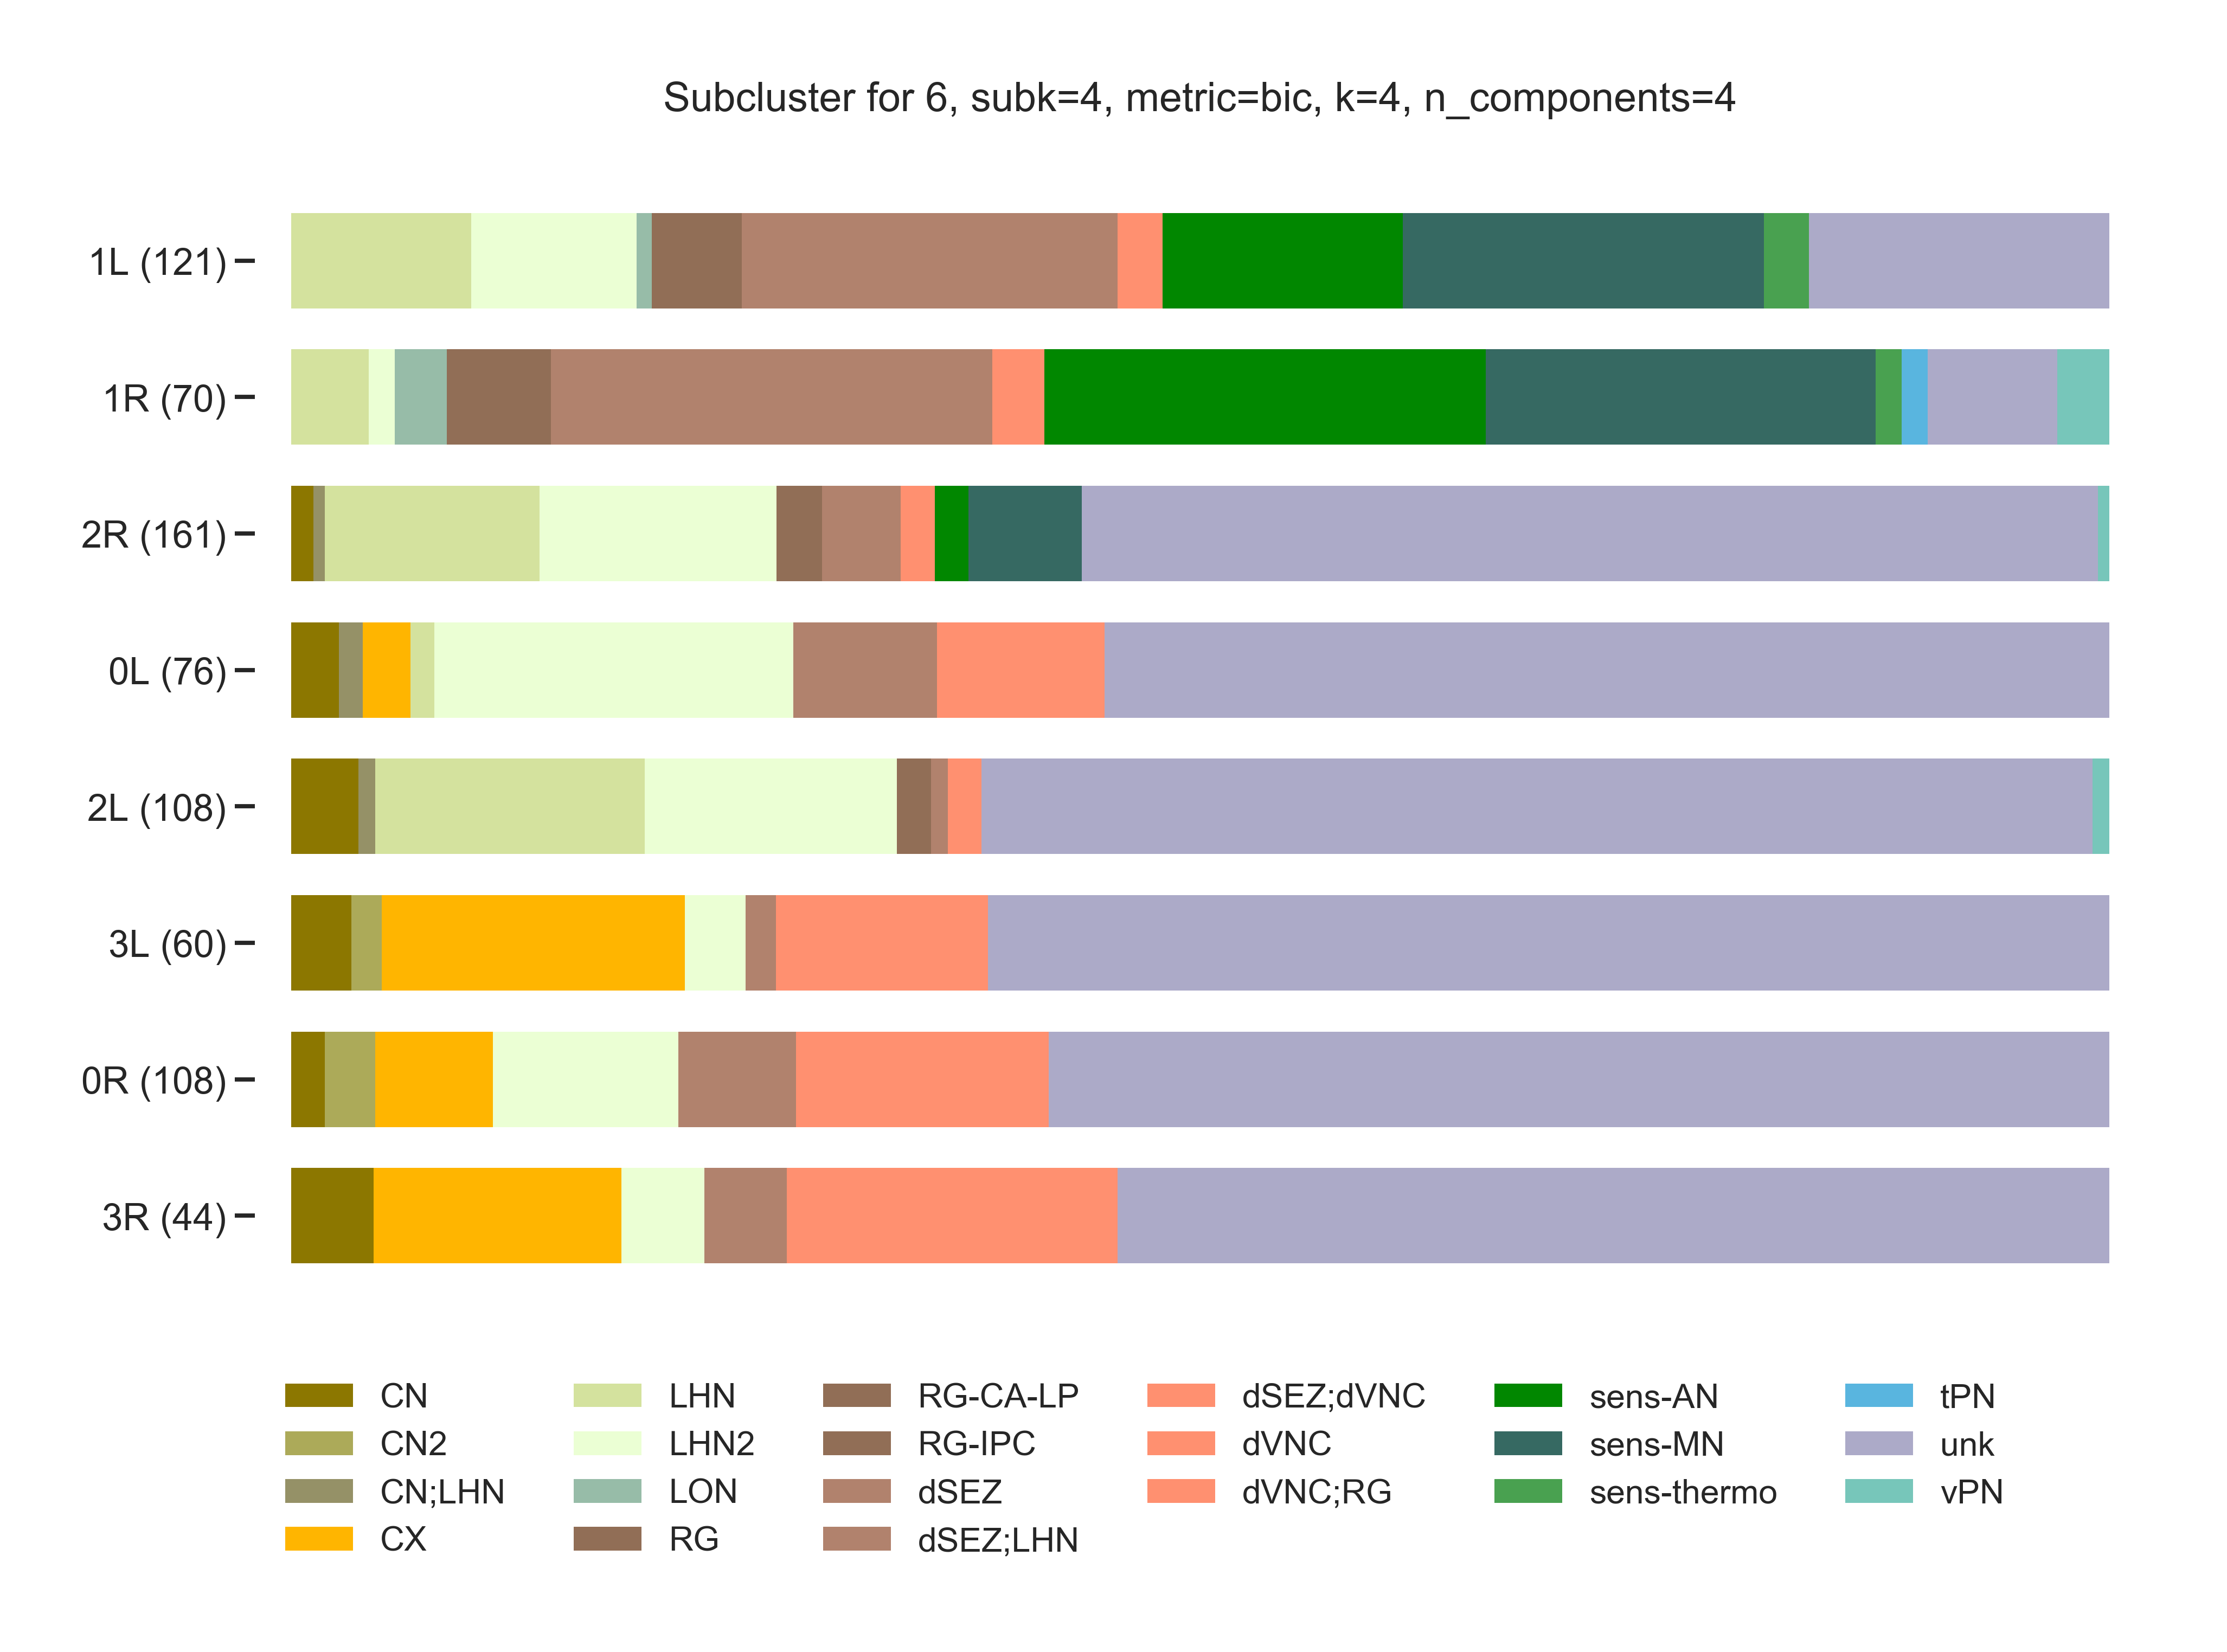 Subcluster for 6, subk=4, metric=bic, k=4, n_components=4
1L (121)
1R (70)
2R (161)
0L (76)
2L (108)
3L (60)
0R (108)
3R (44)
CN LHN RG-CA-LP dSEZ;dVNC sens-AN tPN
CN2 LHN2 RG-IPC dVNC sens-MN unk
CN;LHN LON dSEZ dVNC;RG sens-thermo vPN
CX RG dSEZ;LHN